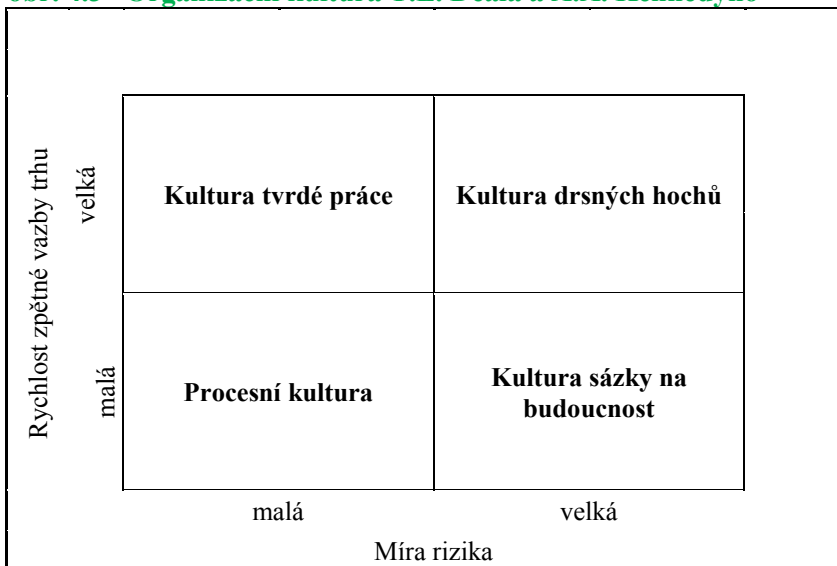 Rychlost zpětné vazby trhu
velká
Kultura tvrdé práce
Kultura drsných hochů
malá
Procesní kultura
Kultura sázky na
budoucnost
malá
velká
Míra rizika